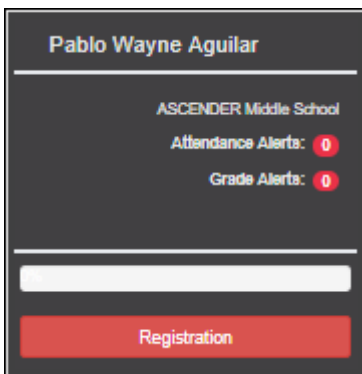 Pablo Wayne Aguilar
ASCENDER Middle School
Attendance Alerts: 0
Grade Alerts: 0
Registration